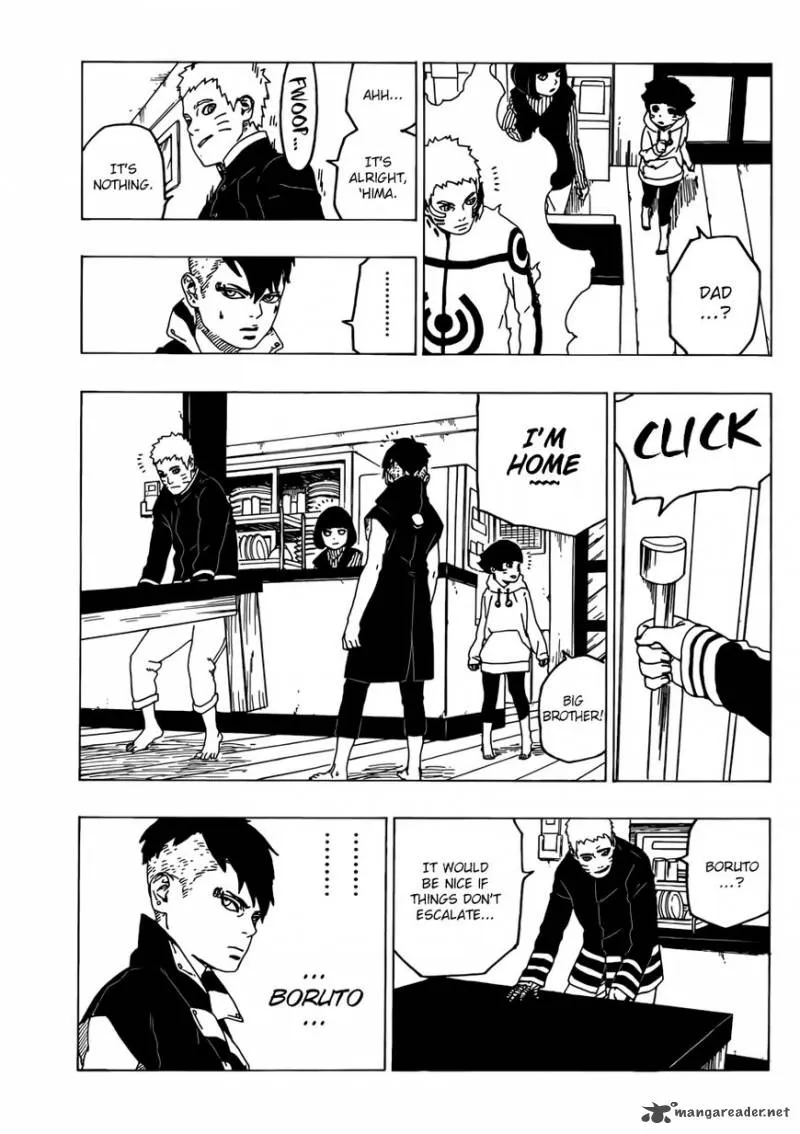 DAD
...?
AHH...
IT'S
ALRIGHT,
'HIMA.
FWOOP...
IT'S
NOTHING.
.........
CLICK
I'M
HOME
BIG
BROTHER!
BORUTO
...?
IT WOULD
BE NICE IF
THINGS DON'T
ESCALATE...
......
......
...
BORUTO
...
mangareader.net